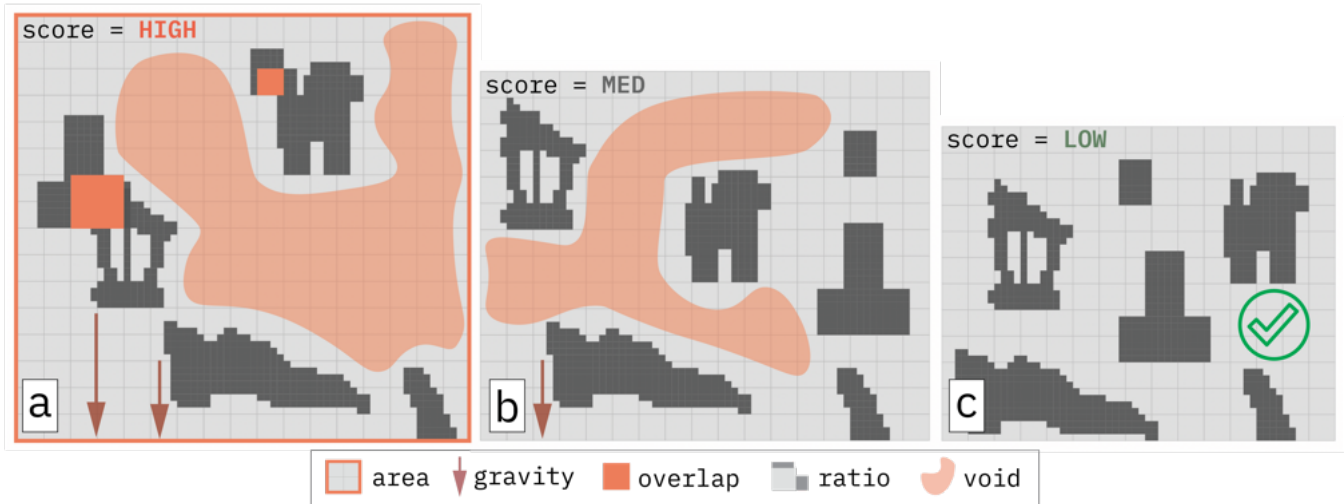 score = HIGH
score = MED
score = LOW
a
b
c
area
gravity
overlap
ratio
void